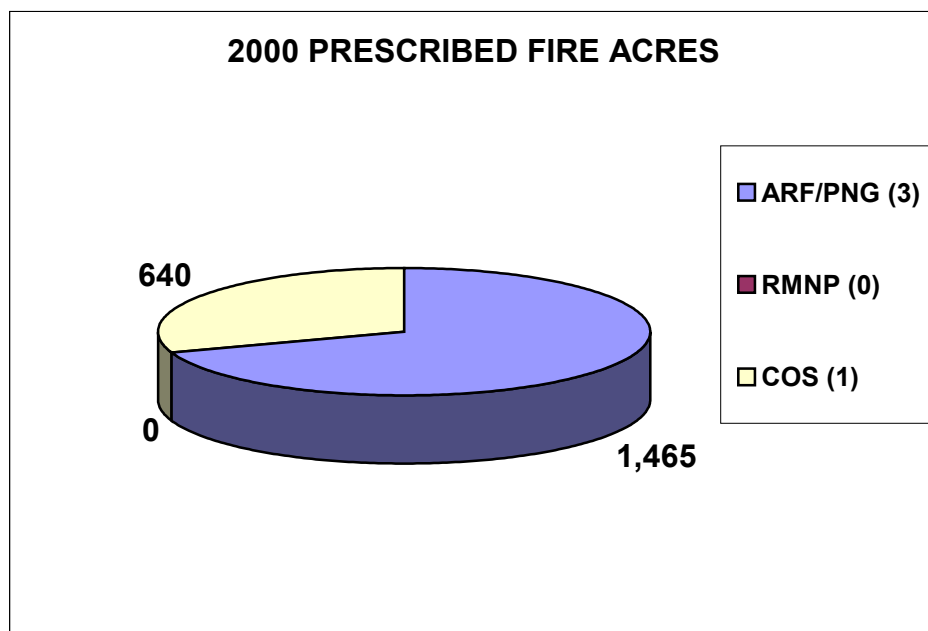 2000 PRESCRIBED FIRE ACRES
ARF/PNG (3)
RMNP (0)
COS (1)
640
0
1,465